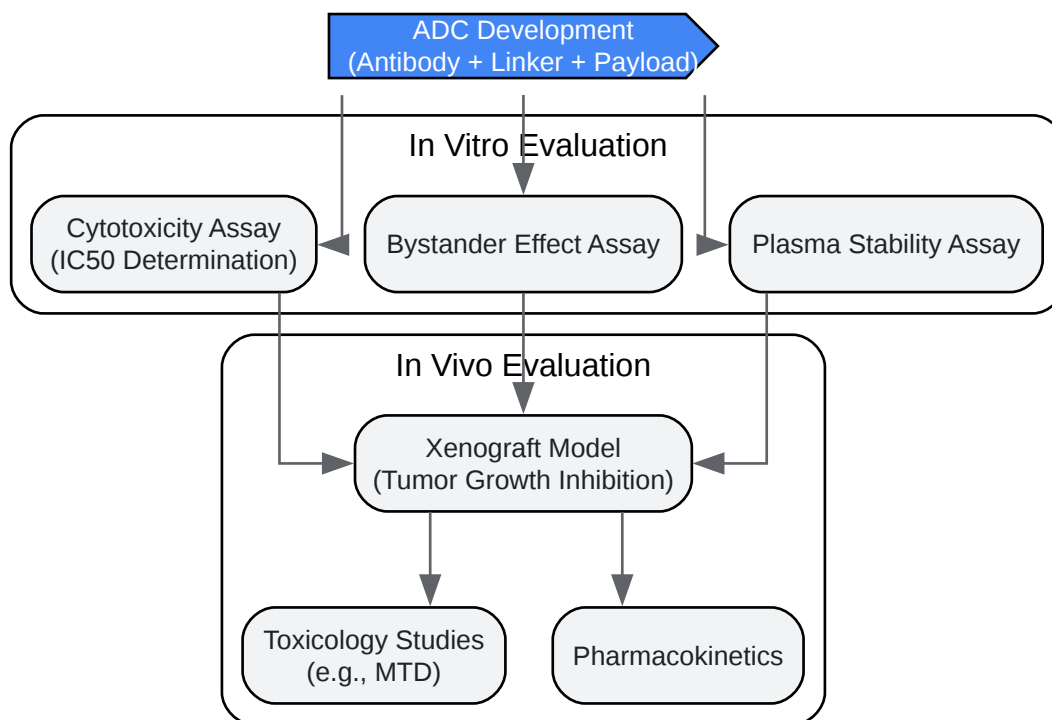 ADC Development
(Antibody + Linker + Payload)
In Vitro Evaluation
Cytotoxicity Assay
(IC50 Determination)
Bystander Effect Assay
Plasma Stability Assay
In Vivo Evaluation
Xenograft Model
(Tumor Growth Inhibition)
Toxicology Studies
(e.g., MTD)
Pharmacokinetics